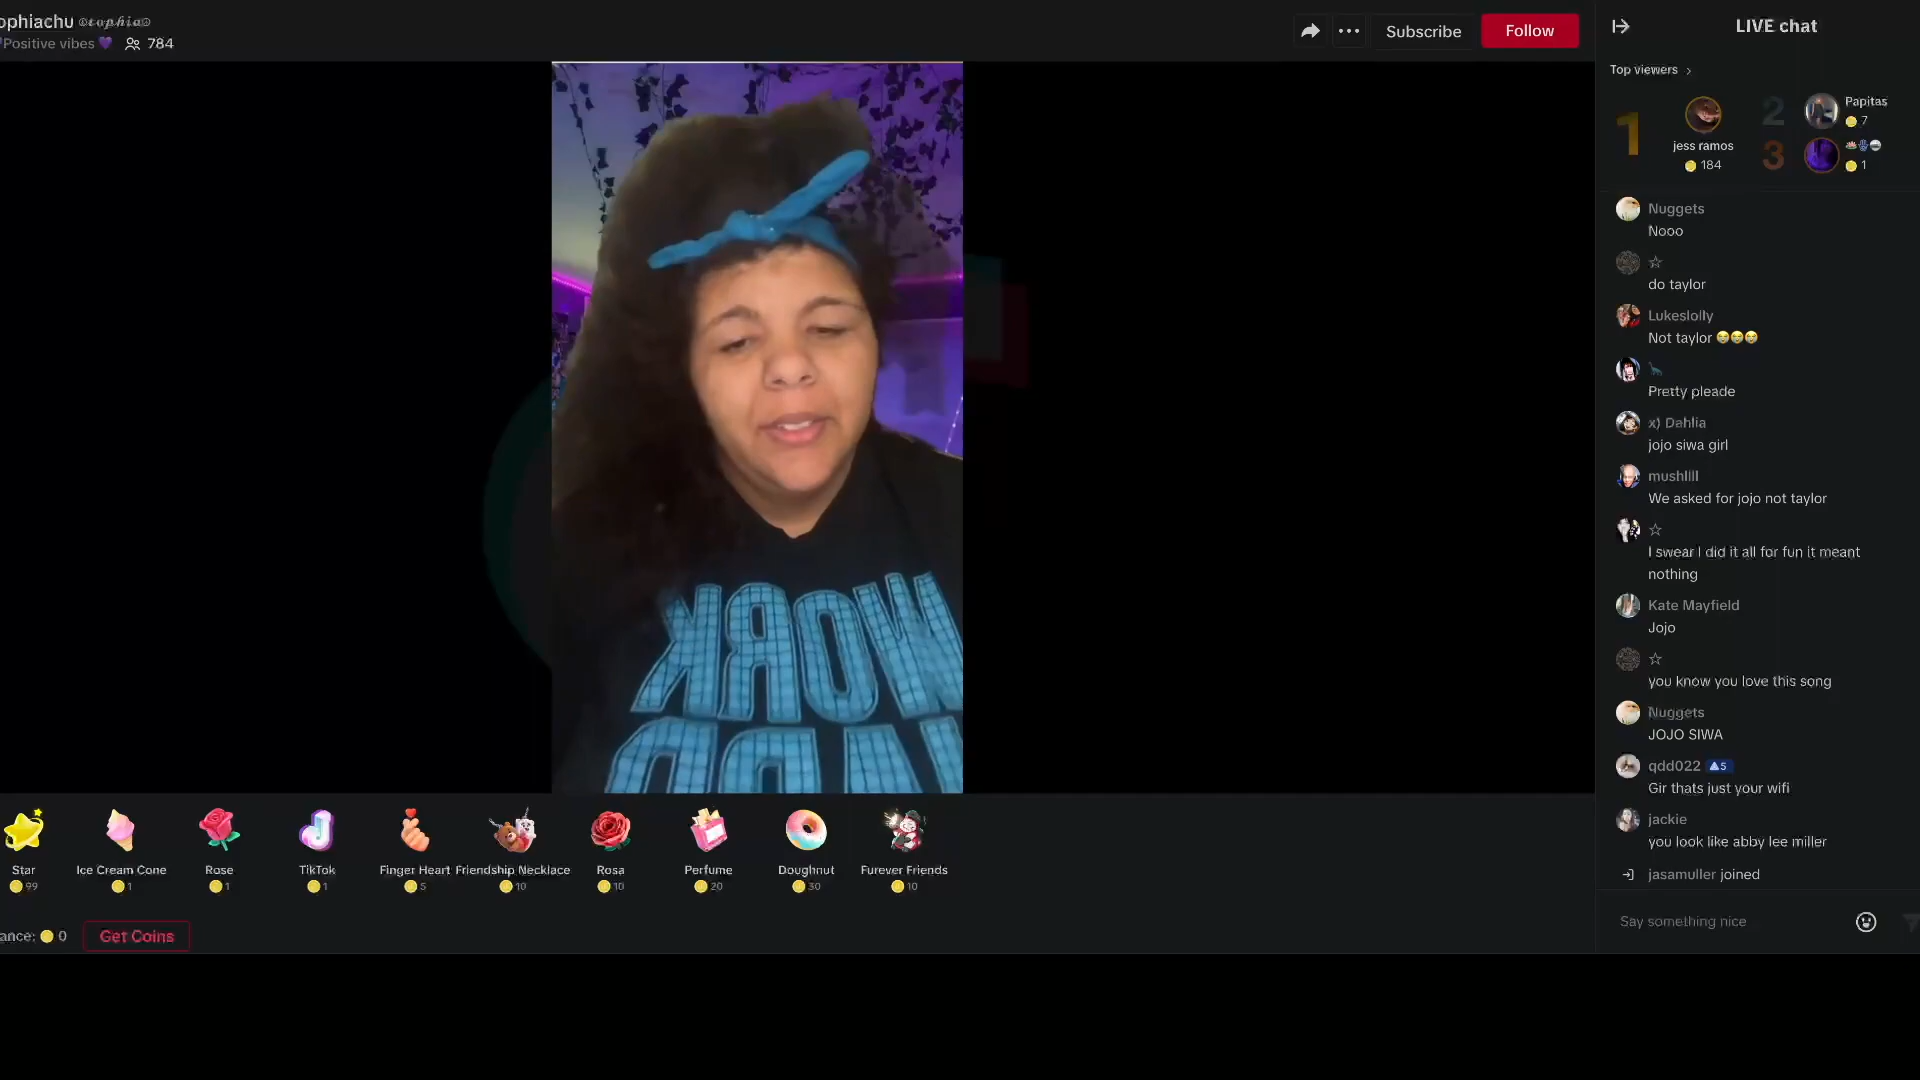 ophiachu
Positive vibes 💜 784
Subscribe
Follow
LIVE chat
Top viewers >
1
jess ramos
184
2
Papitas
7
3
1
WORK
Nuggets
Nooo
☆
do taylor
Lukeslolly
Not taylor 😂😂😂
Pretty pleade
x) Dahlia
jojo siwa girl
mushllll
We asked for jojo not taylor
☆
I swear I did it all for fun it meant
nothing
Kate Mayfield
Jojo
☆
you know you love this song
Nuggets
JOJO SIWA
qdd022 5
Gir thats just your wifi
jackie
you look like abby lee miller
jasamuller joined
Say something nice
Star
99
Ice Cream Cone
1
Rose
1
TikTok
1
Finger Heart
5
Friendship Necklace
10
Rosa
10
Perfume
20
Doughnut
30
Furever Friends
10
ance: 0
Get Coins